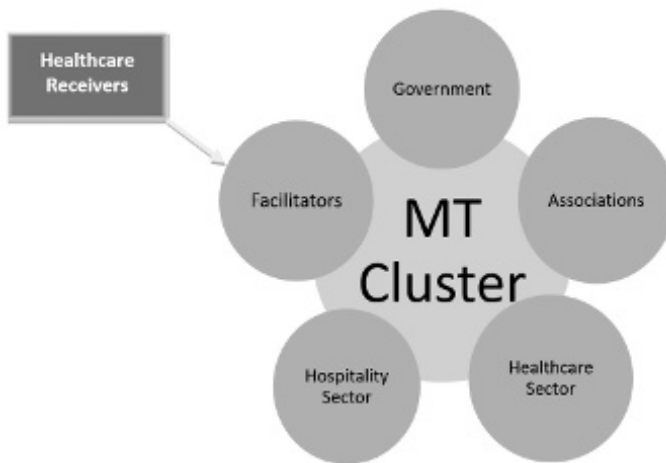 Healthcare
Receivers
Government
Facilitators
Associations
MT
Cluster
Hospitality
Sector
Healthcare
Sector